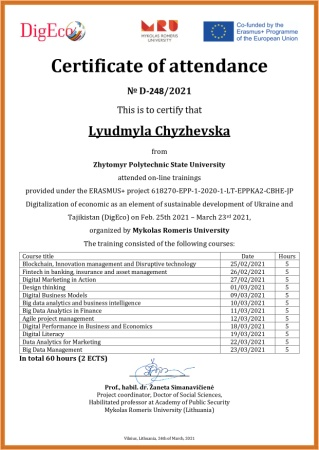 DigEco
MRU
MYKOLAS ROMERIS
UNIVERSITY
Co-funded by the
Erasmus+ Programme
of the European Union
Certificate of attendance
№ D-248/2021
This is to certify that
Lyudmyla Chyzhevska
from
Zhytomyr Polytechnic State University
attended on-line trainings
provided under the ERASMUS+ project 618270-EPP-1-2020-1-LT-EPPKA2-CBHE-JP
Digitalization of economic as an element of sustainable development of Ukraine and
Tajikistan (DigEco) on Feb. 25th 2021 – March 23rd 2021,
organized by Mykolas Romeris University
The training consisted of the following courses:
Course title Date Hours
Blockchain, Innovation management and Disruptive technology 25/02/2021 5
Fintech in banking, insurance and asset management 26/02/2021 5
Digital Marketing in Action 27/02/2021 5
Design thinking 01/03/2021 5
Digital Business Models 09/03/2021 5
Big data analytics and business intelligence 10/03/2021 5
Big Data Analytics in Finance 11/03/2021 5
Agile project management 12/03/2021 5
Digital Performance in Business and Economics 18/03/2021 5
Digital Literacy 19/03/2021 5
Data Analytics for Marketing 22/03/2021 5
Big Data Management 23/03/2021 5
In total 60 hours (2 ECTS)
Prof., habil. dr. Žaneta Simanavičienė
Project coordinator, Doctor of Social Sciences,
Habilitated professor at Academy of Public Security
Mykolas Romeris University (Lithuania)
Vilnius, Lithuania, 24th of March, 2021